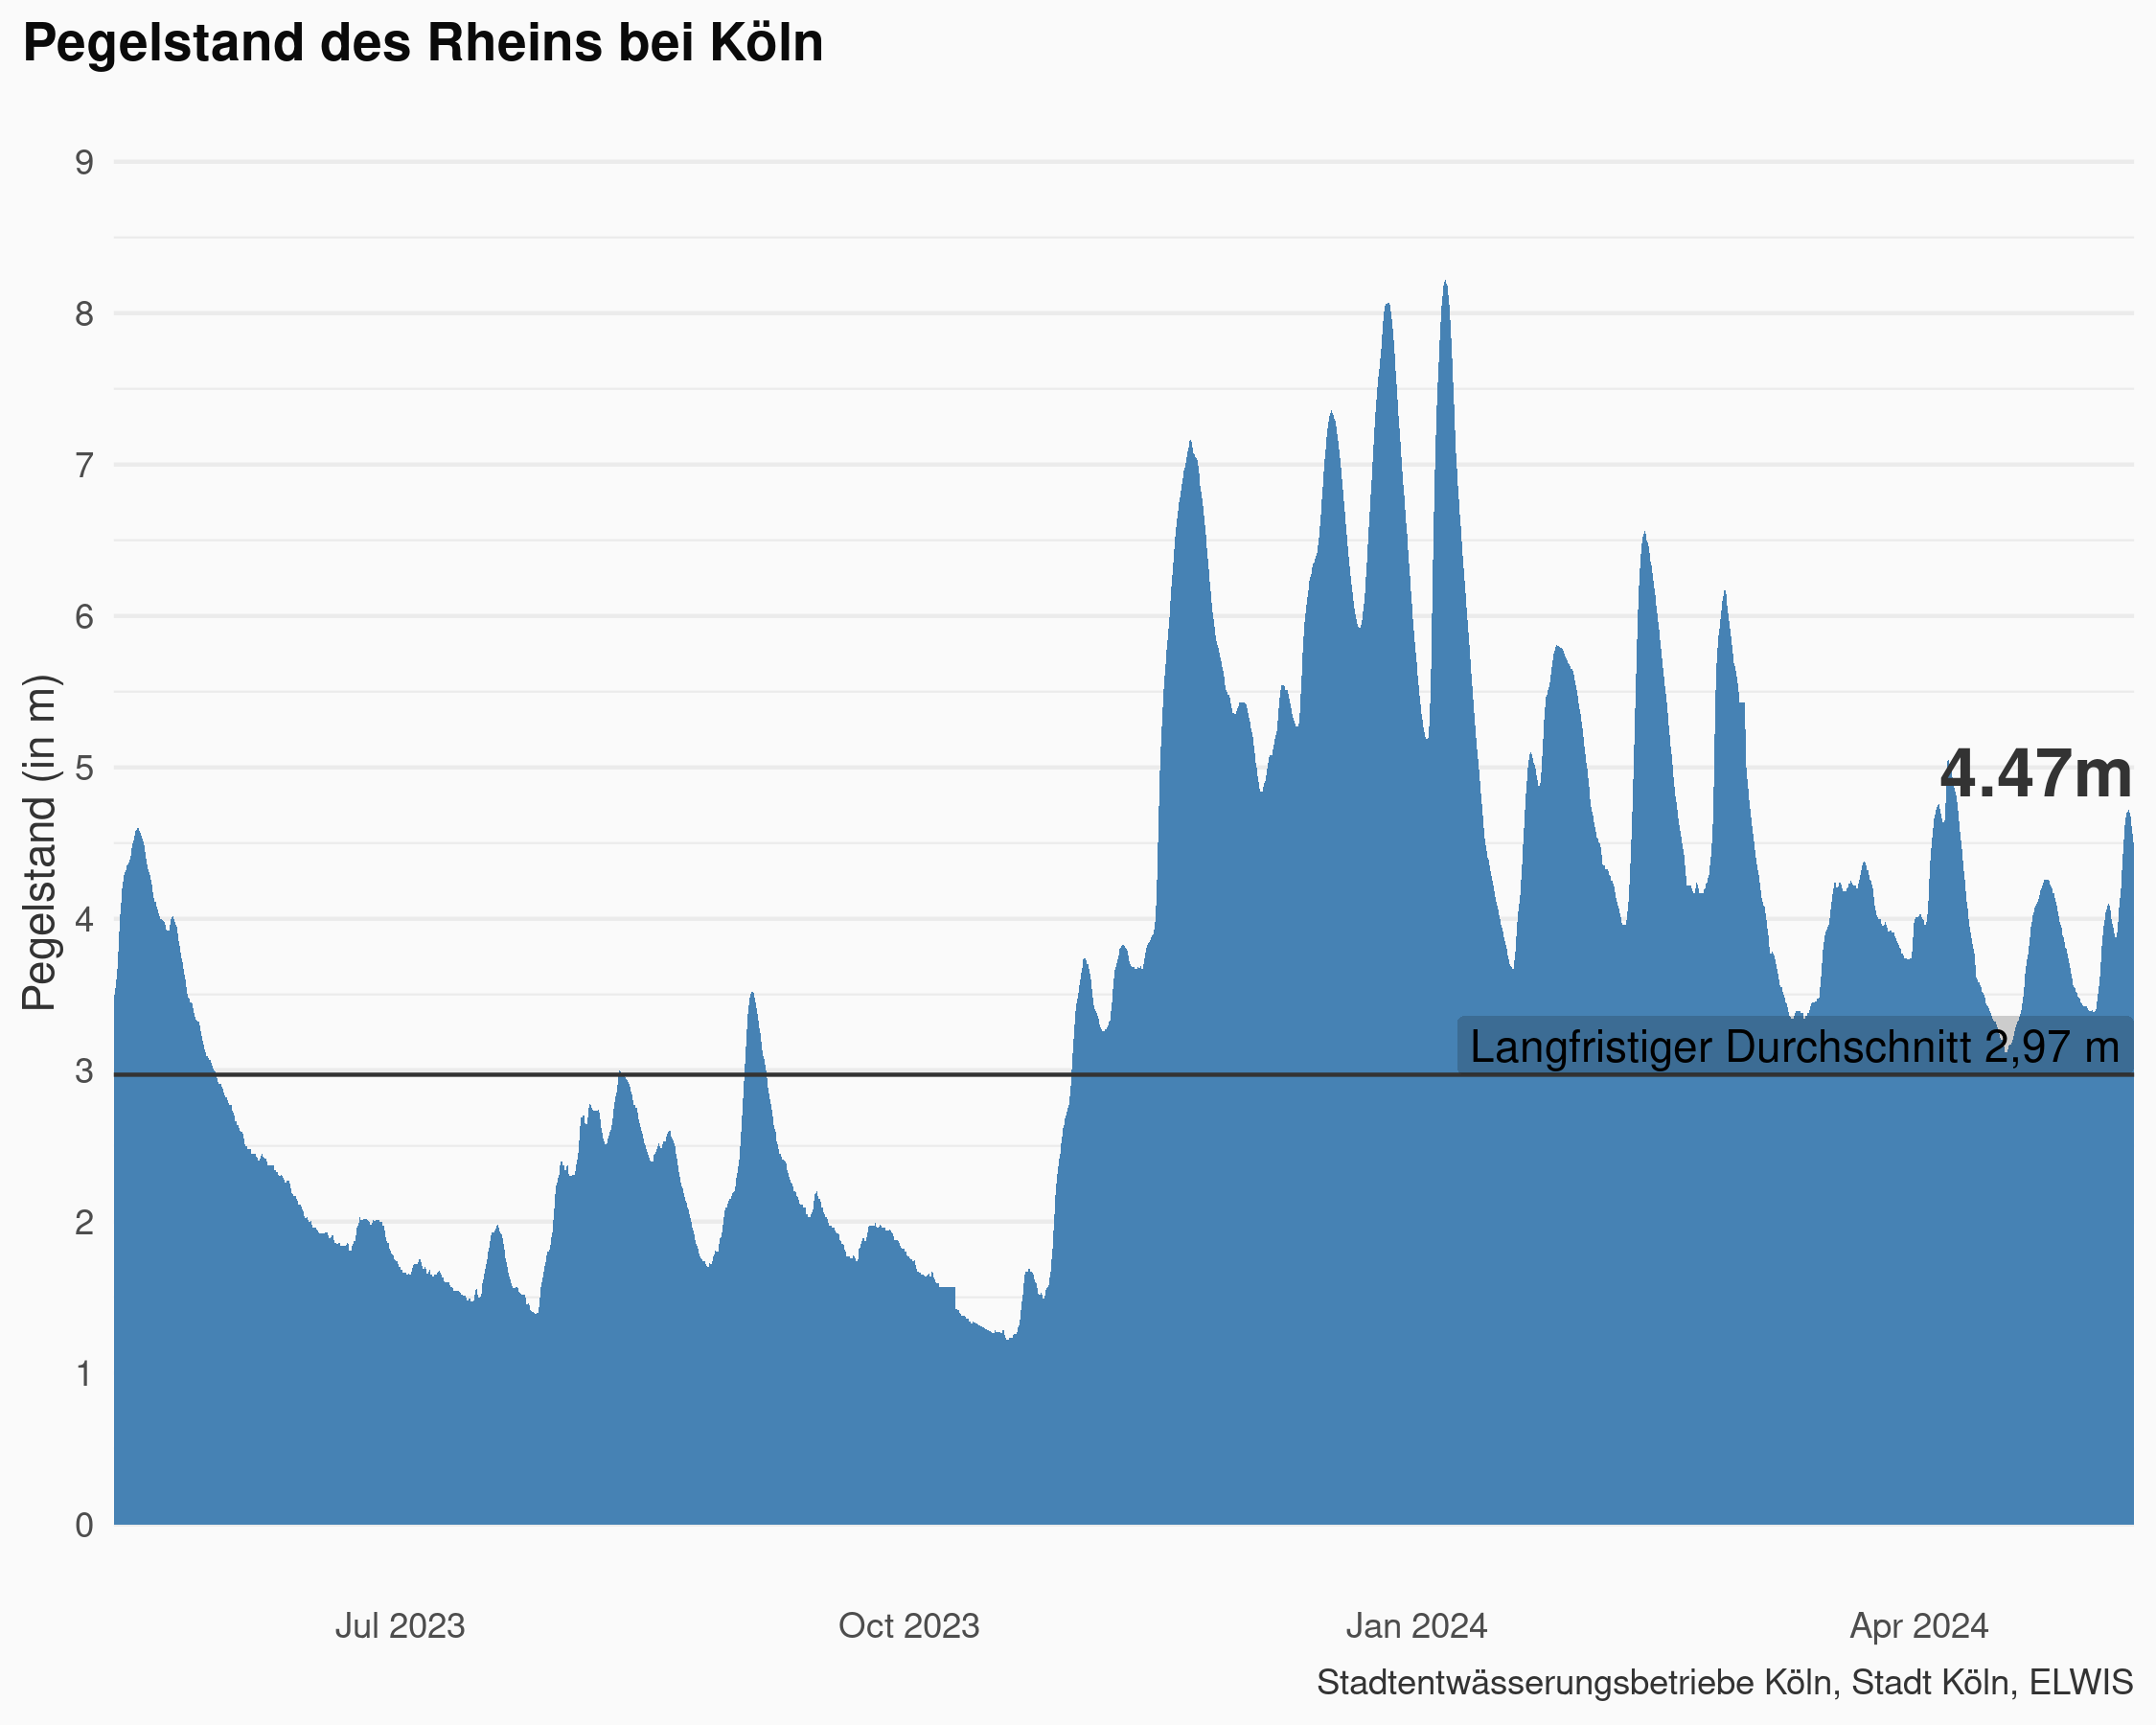 Pegelstand des Rheins bei Köln
Pegelstand (in m)
9
8
7
6
5
4
3
2
1
0
4.47m
Langfristiger Durchschnitt 2,97 m
Jul 2023
Oct 2023
Jan 2024
Apr 2024
Stadtentwässerungsbetriebe Köln, Stadt Köln, ELWIS